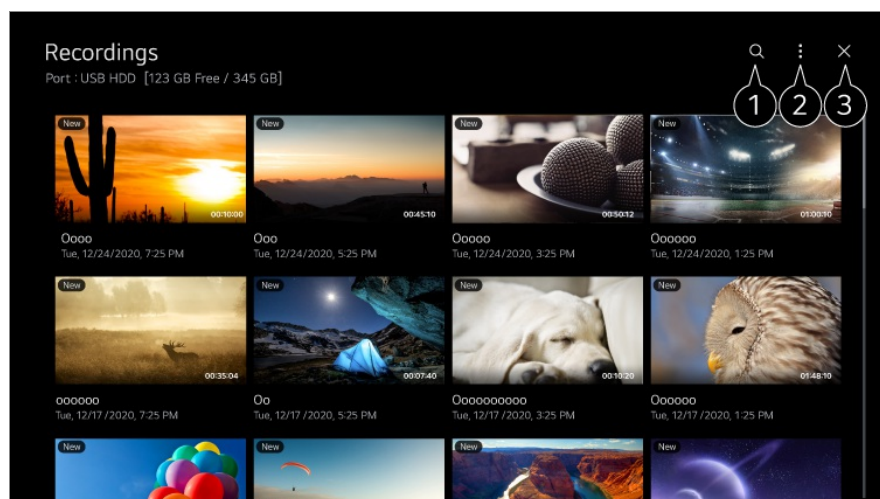 Recordings
Port : USB HDD [123 GB Free / 345 GB]
1 2 3
New New New New
00:10:00 00:45:10 00:50:12 01:00:10
Oooo Ooo Ooooo Oooooo
Tue, 12/24/2020, 7:25 PM Tue, 12/24/2020, 5:25 PM Tue, 12/24/2020, 3:25 PM Tue, 12/24/2020, 1:25 PM
New New New New
00:35:04 00:07:40 00:10:20 01:48:10
oooooo Oo Oooooooooo Oooooo
Tue, 12/17/2020, 7:25 PM Tue, 12/17/2020, 5:25 PM Tue, 12/17/2020, 3:25 PM Tue, 12/17/2020, 1:25 PM
New New New New